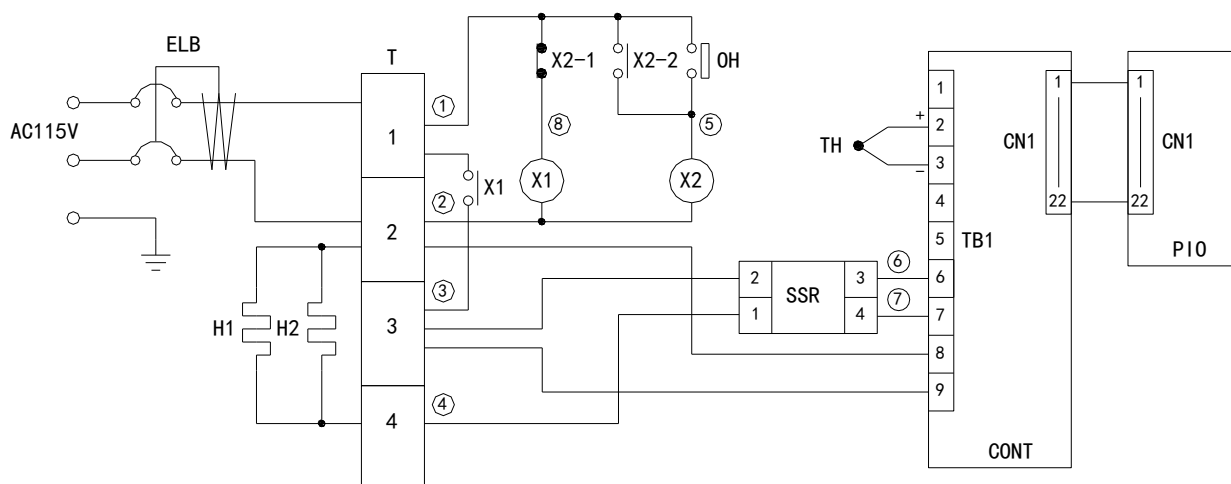 ELB
T
AC115V
1
2
3
4
①
②
③
④
X1
X2-1
X2-2
OH
⑧
⑤
X1
X2
H1
H2
2
1
SSR
3
4
⑥
⑦
TH
+
−
1
2
3
4
5
6
7
8
9
TB1
CN1
1
22
CONT
1
22
CN1
PIO